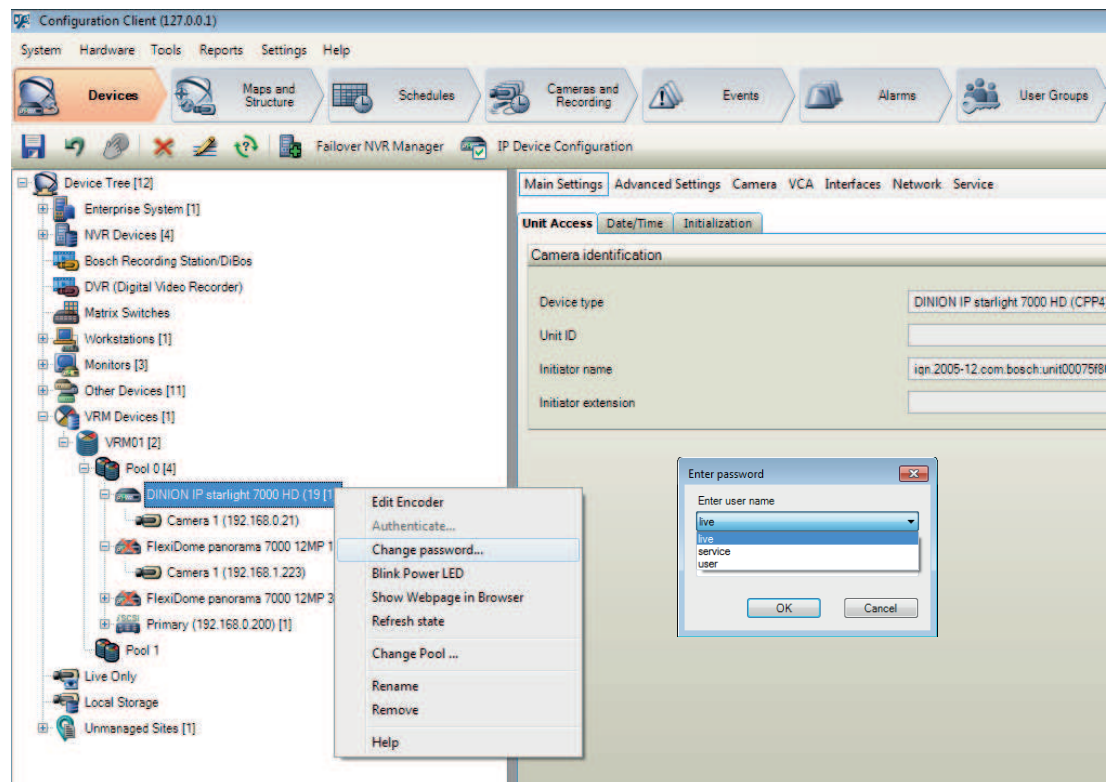 Configuration Client (127.0.0.1)
System Hardware Tools Reports Settings Help
Devices
Maps and Structure
Schedules
Cameras and Recording
Events
Alarms
User Groups
Failover NVR Manager
IP Device Configuration
Device Tree [12]
Enterprise System [1]
NVR Devices [4]
Bosch Recording Station/DiBos
DVR (Digital Video Recorder)
Matrix Switches
Workstations [1]
Monitors [3]
Other Devices [11]
VRM Devices [1]
VRM01 [2]
Pool 0 [4]
DINION IP starlight 7000 HD (19 [1]
Camera 1 (192.168.0.21)
FlexiDome panorama 7000 12MP 1
Camera 1 (192.168.1.223)
FlexiDome panorama 7000 12MP 3
Primary (192.168.0.200) [1]
Pool 1
Live Only
Local Storage
Unmanaged Sites [1]
Edit Encoder
Authenticate...
Change password...
Blink Power LED
Show Webpage in Browser
Refresh state
Change Pool ...
Rename
Remove
Help
Main Settings Advanced Settings Camera VCA Interfaces Network Service
Unit Access Date/Time Initialization
Camera identification
Device type DINION IP starlight 7000 HD (CPP4
Unit ID
Initiator name iqn.2005-12.com.bosch:unit00075f8
Initiator extension
Enter password
Enter user name
live
live
service
user
OK Cancel